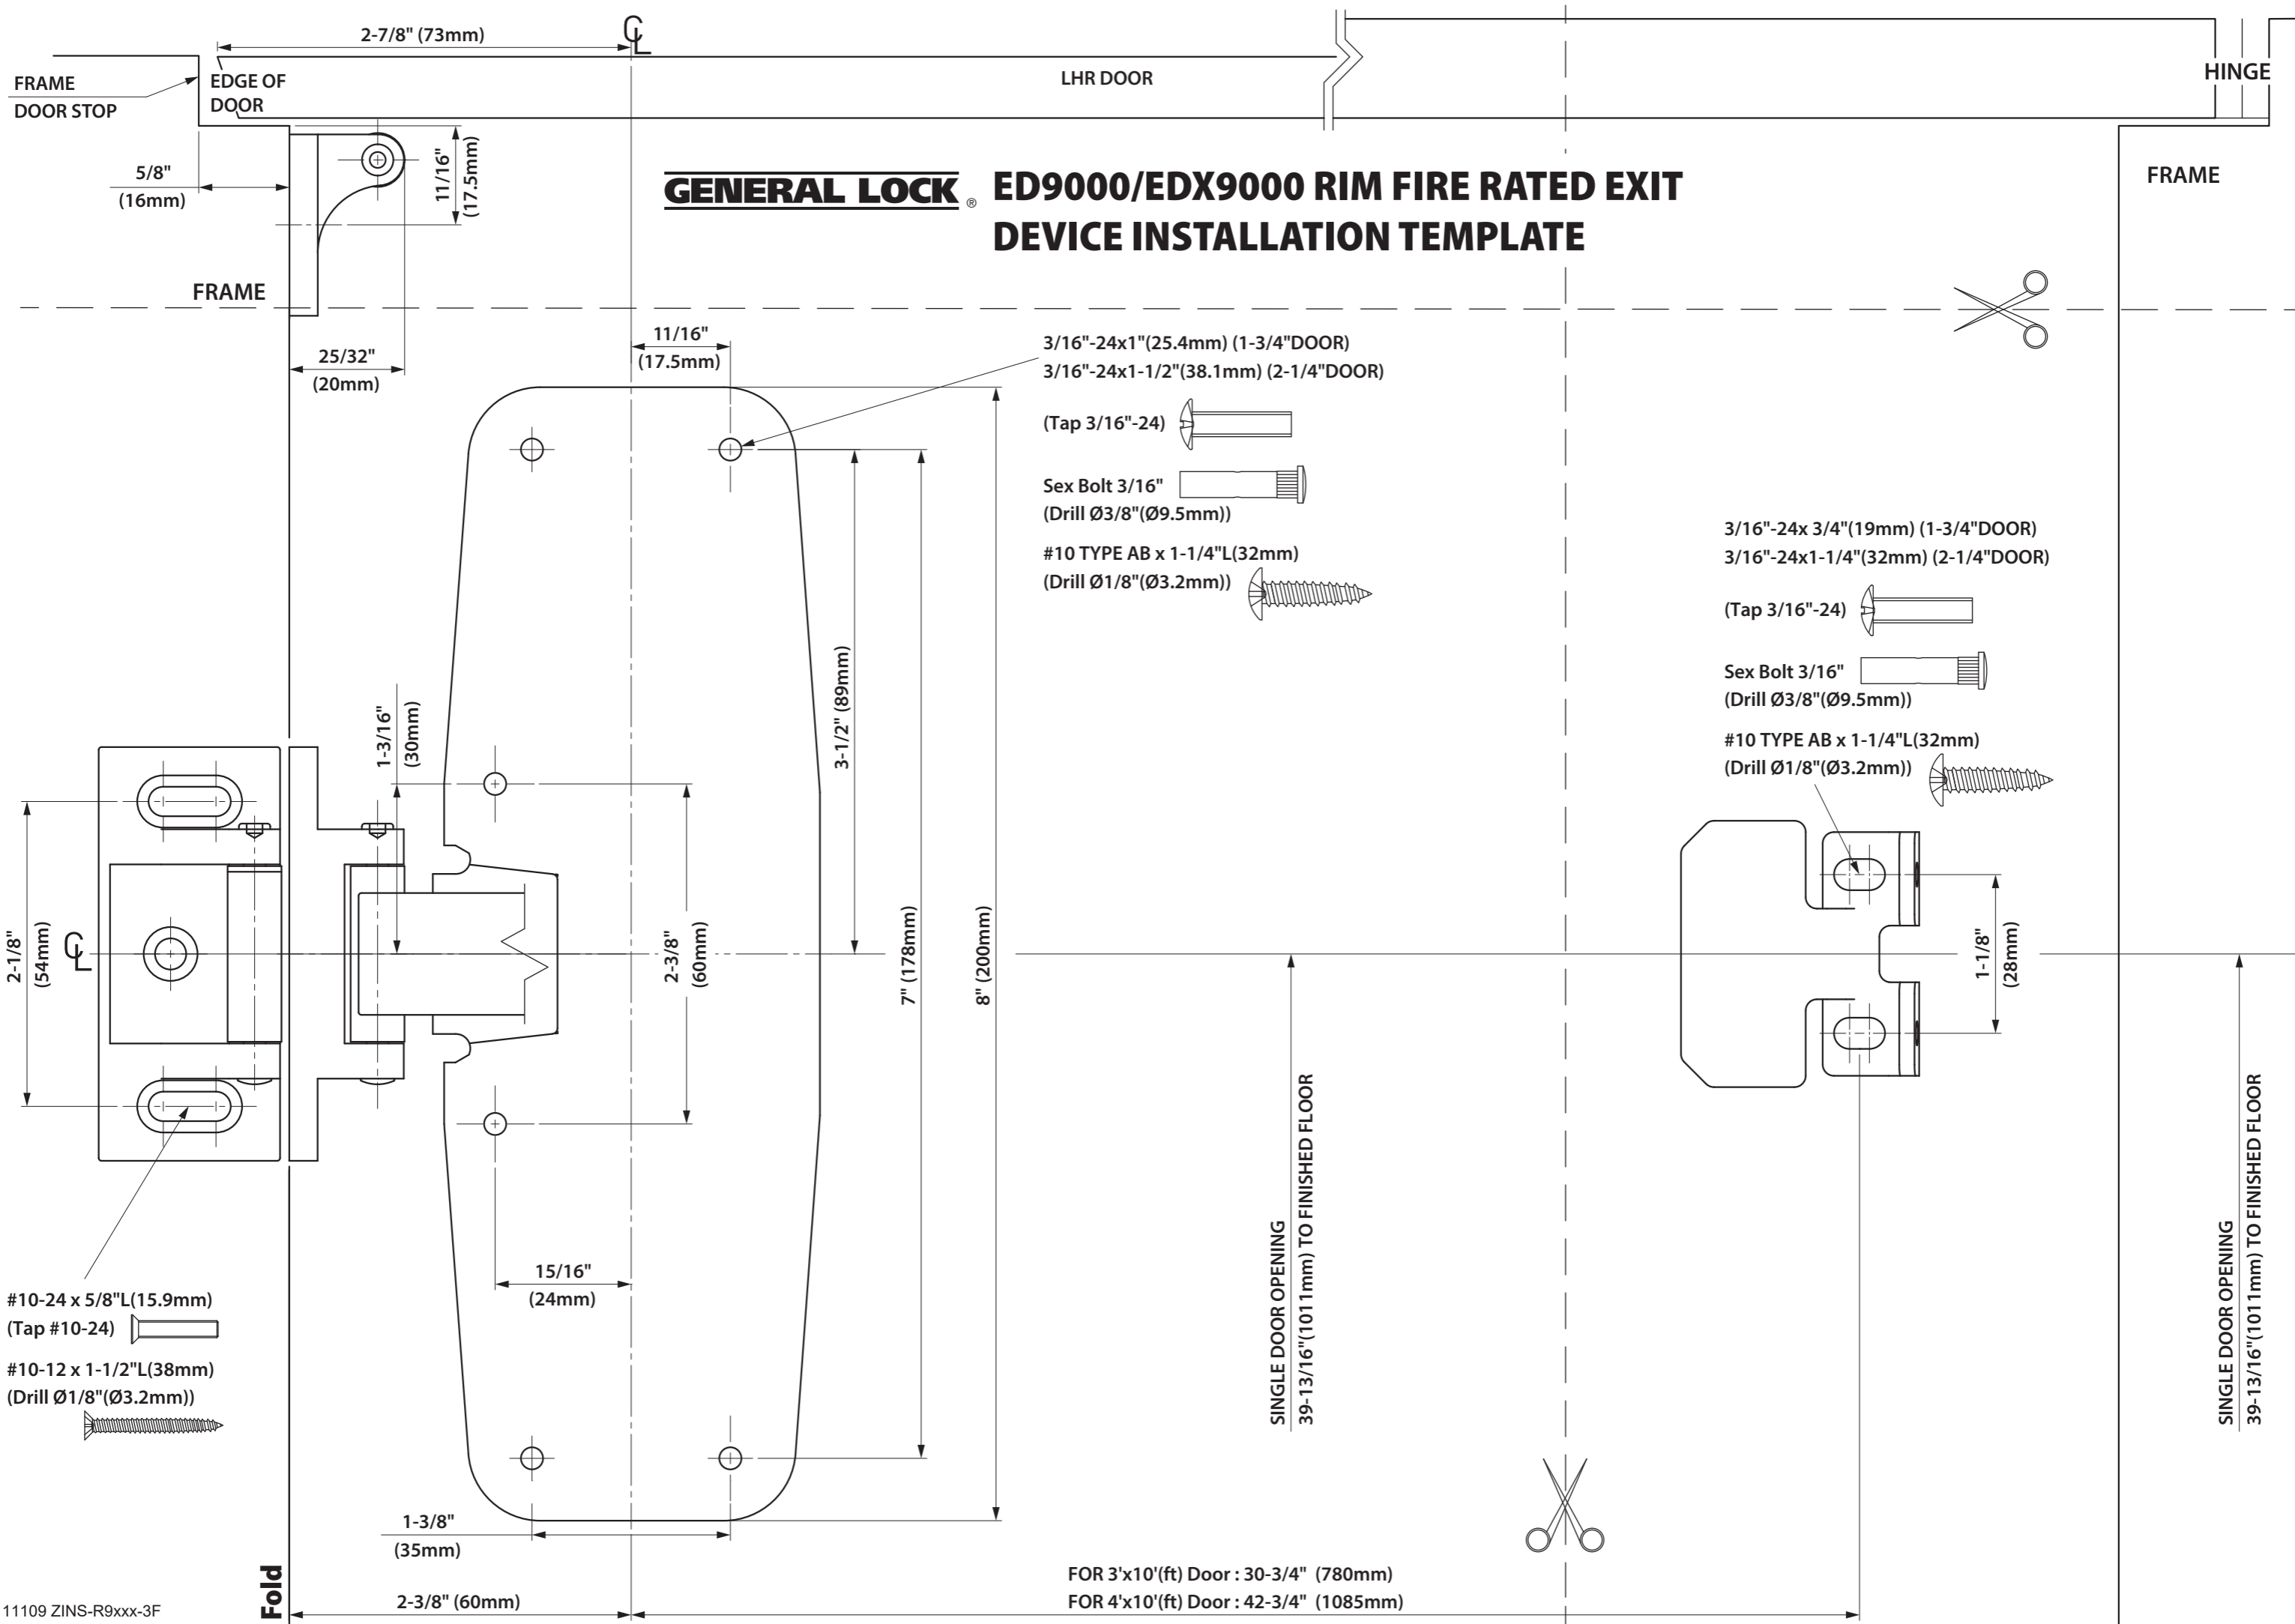 2-7/8" (73mm)
CL
FRAME
DOOR STOP
EDGE OF
DOOR
LHR DOOR
HINGE
5/8"
(16mm)
11/16"
(17.5mm)
GENERAL LOCK ®
ED9000/EDX9000 RIM FIRE RATED EXIT
DEVICE INSTALLATION TEMPLATE
FRAME
FRAME
25/32"
(20mm)
11/16"
(17.5mm)
3/16"-24x1"(25.4mm) (1-3/4"DOOR)
3/16"-24x1-1/2"(38.1mm) (2-1/4"DOOR)
(Tap 3/16"-24)
Sex Bolt 3/16"
(Drill Ø3/8"(Ø9.5mm))
#10 TYPE AB x 1-1/4"L(32mm)
(Drill Ø1/8"(Ø3.2mm))
3/16"-24x 3/4"(19mm) (1-3/4"DOOR)
3/16"-24x1-1/4"(32mm) (2-1/4"DOOR)
(Tap 3/16"-24)
Sex Bolt 3/16"
(Drill Ø3/8"(Ø9.5mm))
#10 TYPE AB x 1-1/4"L(32mm)
(Drill Ø1/8"(Ø3.2mm))
1-3/16"
(30mm)
3-1/2" (89mm)
2-1/8"
(54mm)
CL
2-3/8"
(60mm)
7" (178mm)
8" (200mm)
1-1/8"
(28mm)
SINGLE DOOR OPENING
39-13/16"(1011mm) TO FINISHED FLOOR
SINGLE DOOR OPENING
39-13/16"(1011mm) TO FINISHED FLOOR
15/16"
(24mm)
#10-24 x 5/8"L(15.9mm)
(Tap #10-24)
#10-12 x 1-1/2"L(38mm)
(Drill Ø1/8"(Ø3.2mm))
1-3/8"
(35mm)
Fold
2-3/8" (60mm)
FOR 3'x10'(ft) Door : 30-3/4" (780mm)
FOR 4'x10'(ft) Door : 42-3/4" (1085mm)
11109 ZINS-R9xxx-3F